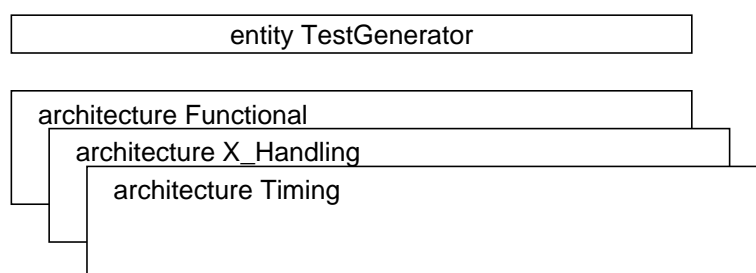 entity TestGenerator
architecture Functional
architecture X_Handling
architecture Timing